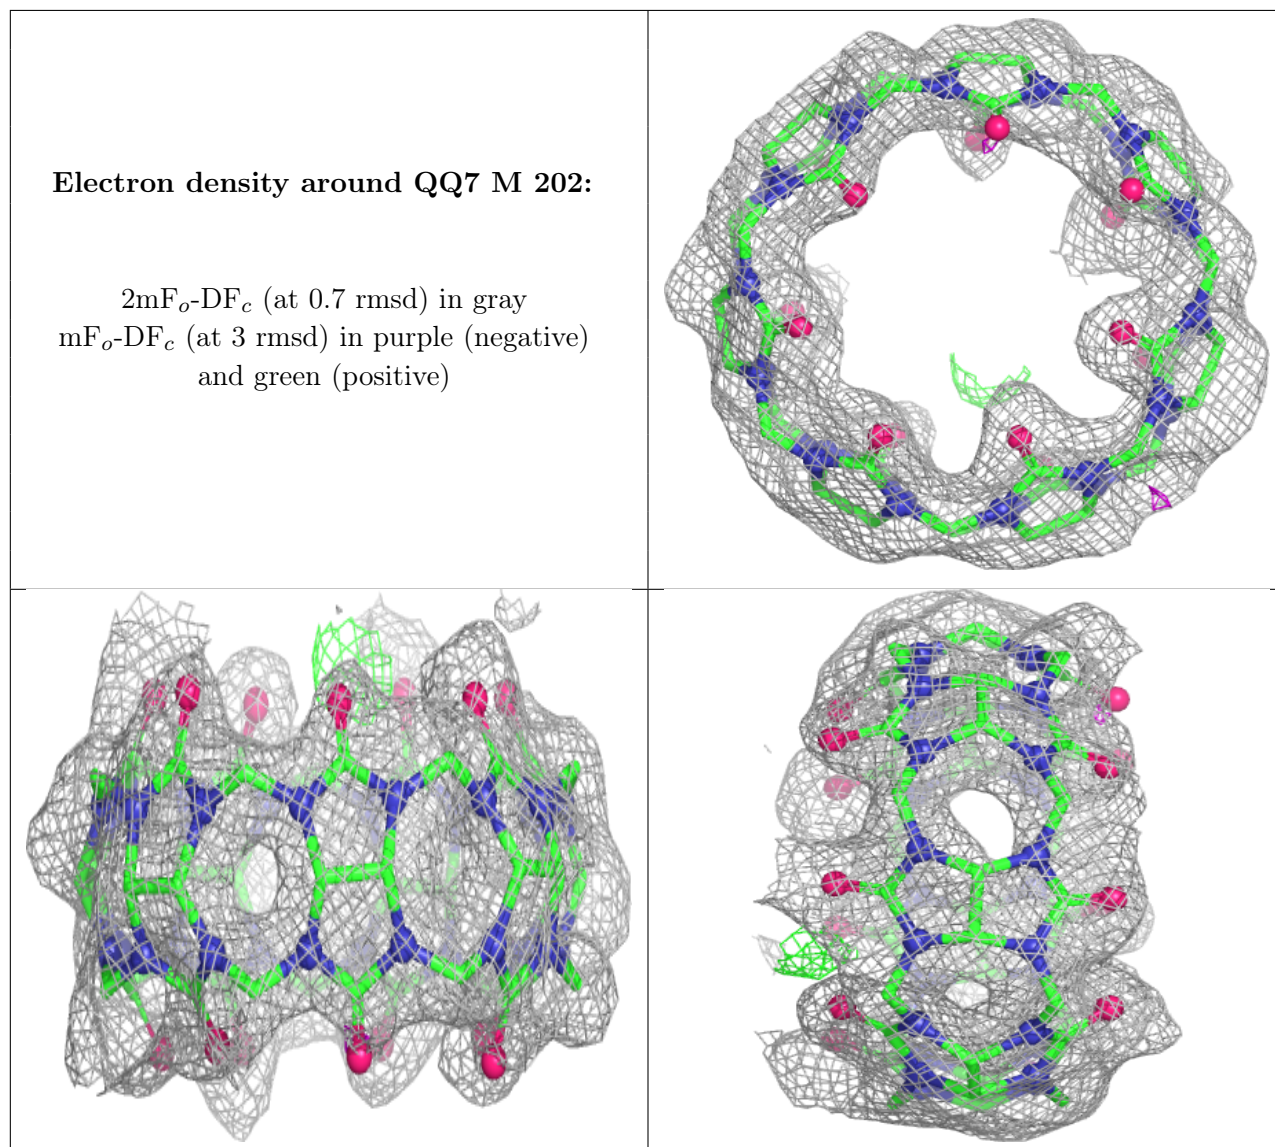 Electron density around QQ7 M 202:
2mFo-DFc (at 0.7 rmsd) in gray
mFo-DFc (at 3 rmsd) in purple (negative)
and green (positive)